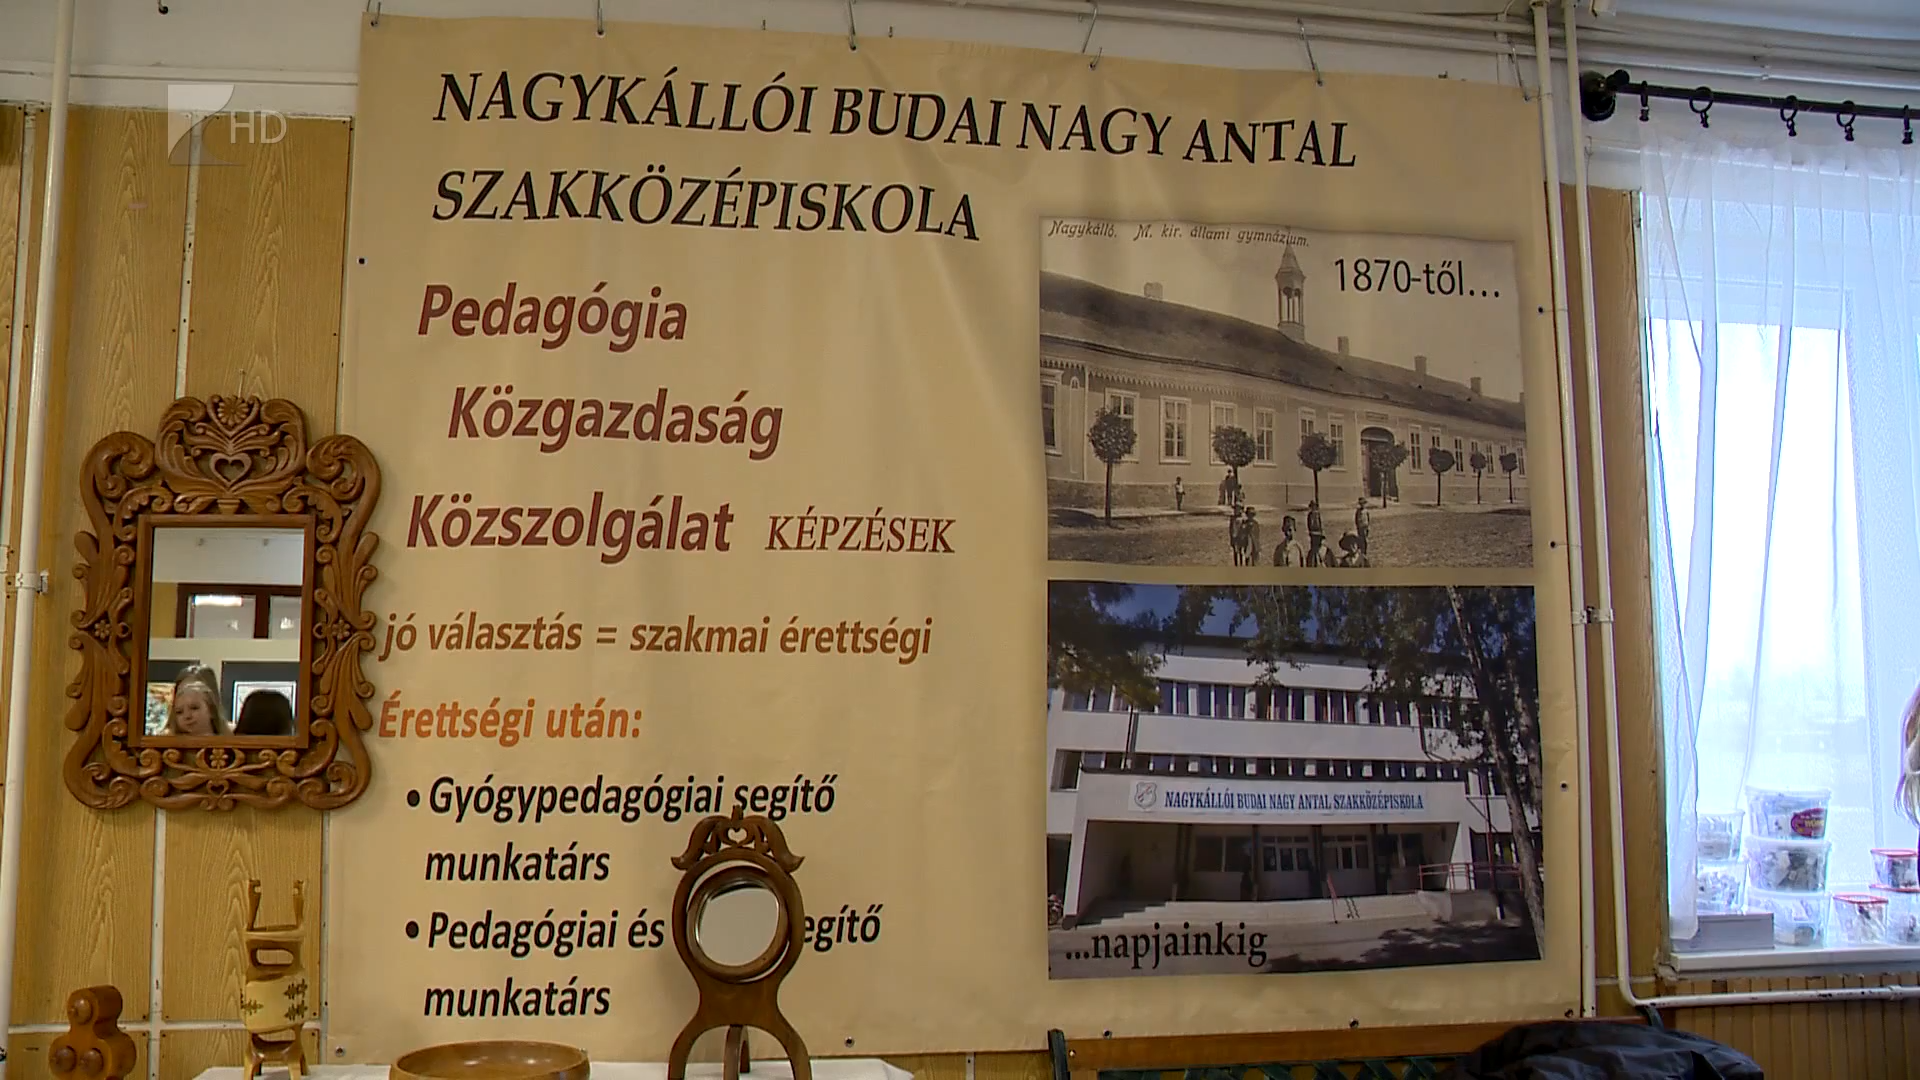 HD
NAGYKÁLLÓI BUDAI NAGY ANTAL
SZAKKÖZÉPISKOLA
Pedagógia
Közgazdaság
Közszolgálat KÉPZÉSEK
jó választás = szakmai érettségi
Érettségi után:
• Gyógypedagógiai segítő
munkatárs
• Pedagógiai és
munkatárs
Nagykálló. M. kir. állami gymnázium.
1870-től...
NAGYKÁLLÓI BUDAI NAGY ANTAL SZAKKÖZÉPISKOLA
...napjainkig